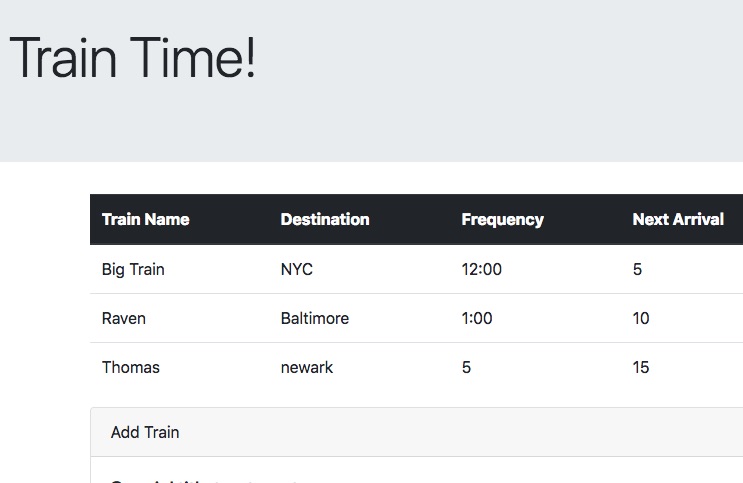 Train Time!
Train Name Destination Frequency Next Arrival
Big Train NYC 12:00 5
Raven Baltimore 1:00 10
Thomas newark 5 15
Add Train